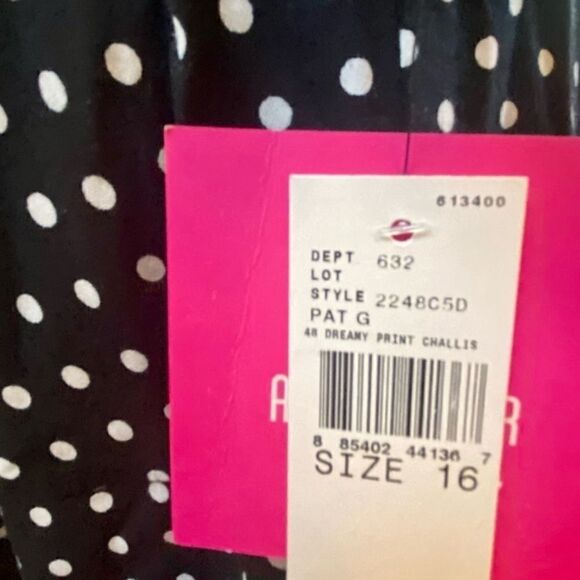 613400
DEPT 632
LOT
STYLE 2248C5D
PAT G
48 DREAMY PRINT CHALLIS
8 85402 44136 7
SIZE 16